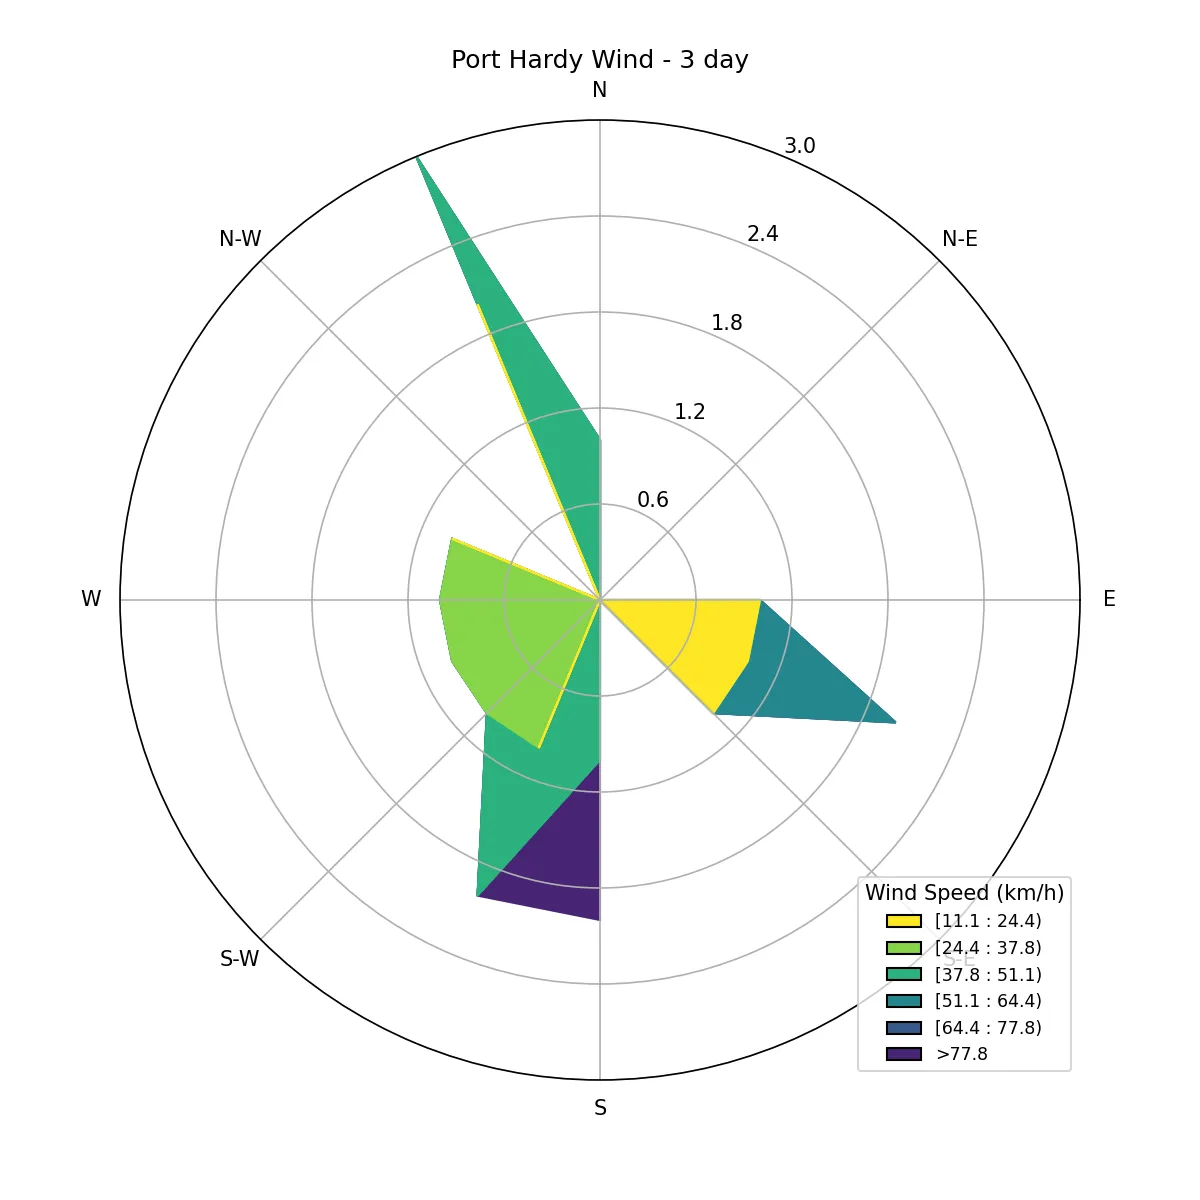 Port Hardy Wind - 3 day
N
3.0
N-W
N-E
2.4
1.8
1.2
0.6
W
E
S-W
S-E
S
Wind Speed (km/h)
[11.1 : 24.4)
[24.4 : 37.8)
[37.8 : 51.1)
[51.1 : 64.4)
[64.4 : 77.8)
>77.8